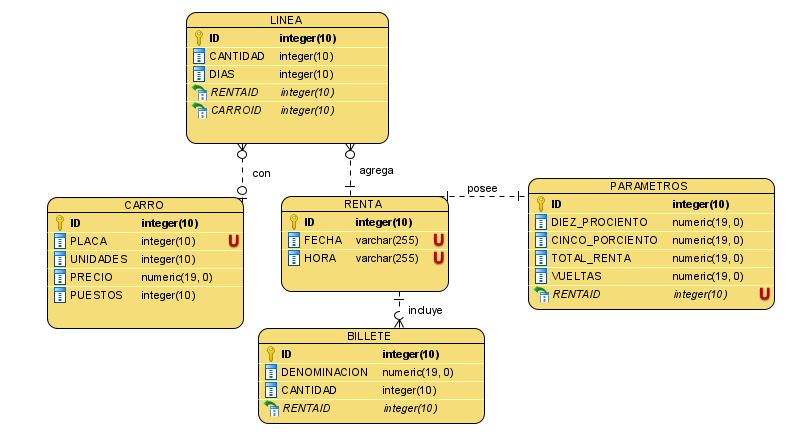 LINEA
ID integer(10)
CANTIDAD integer(10)
DIAS integer(10)
RENTAID integer(10)
CARROID integer(10)
con
agrega
posee
CARRO
ID integer(10)
PLACA integer(10) U
UNIDADES integer(10)
PRECIO numeric(19, 0)
PUESTOS integer(10)
RENTA
ID integer(10)
FECHA varchar(255) U
HORA varchar(255) U
PARAMETROS
ID integer(10)
DIEZ_PROCIENTO numeric(19, 0)
CINCO_PORCIENTO numeric(19, 0)
TOTAL_RENTA numeric(19, 0)
VUELTAS numeric(19, 0)
RENTAID integer(10) U
incluye
BILLETE
ID integer(10)
DENOMINACION numeric(19, 0)
CANTIDAD integer(10)
RENTAID integer(10)